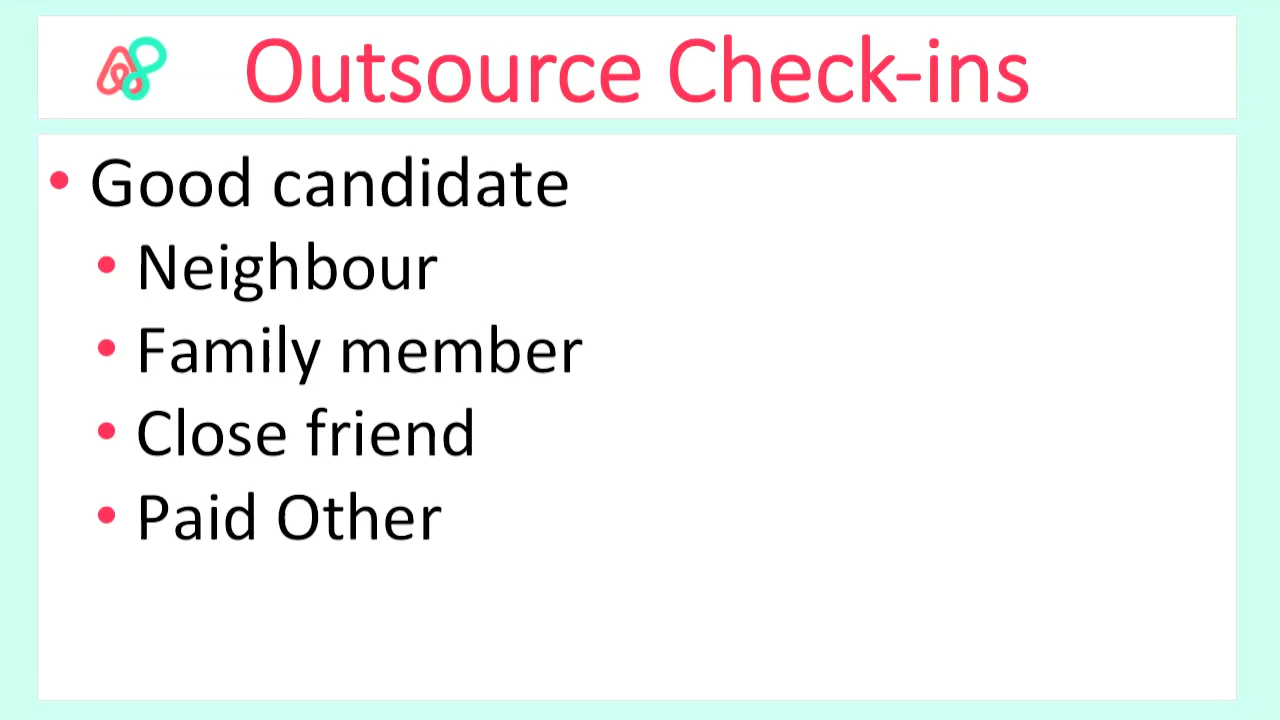 Outsource Check-ins
• Good candidate
• Neighbour
• Family member
• Close friend
• Paid Other